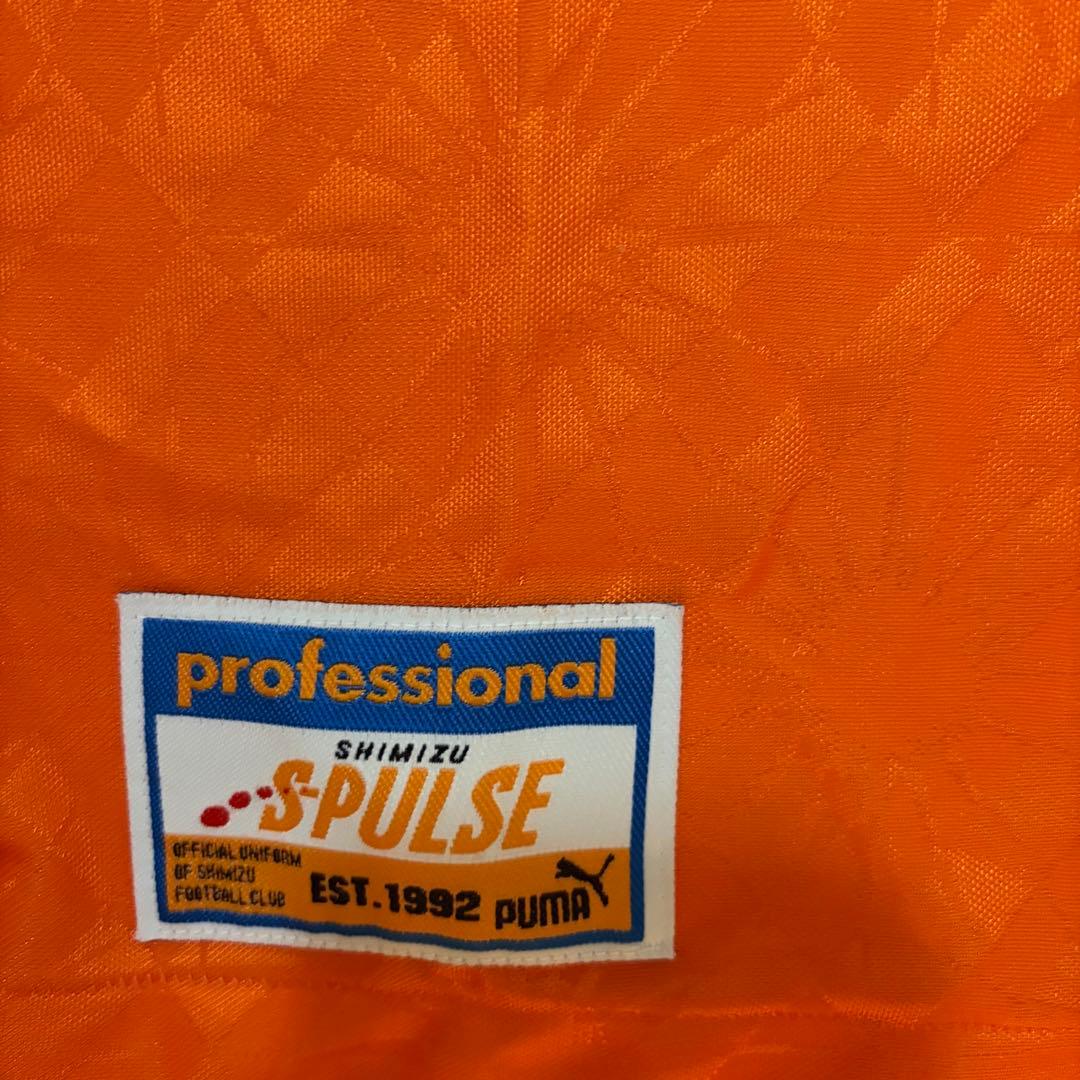 professional
SHIMIZU
S-PULSE
OFFICIAL UNIFORM
OF SHIMIZU
FOOTBALL CLUB
EST.1992
PUMA